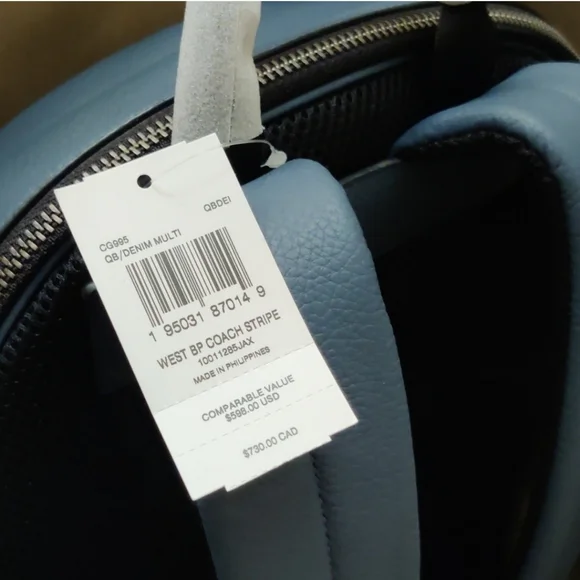 CG995 QBDEI
QB/DENIM MULTI
1 95031 87014 9
WEST BP COACH STRIPE
10011285JAX
MADE IN PHILIPPINES
COMPARABLE VALUE
$598.00 USD
$730.00 CAD